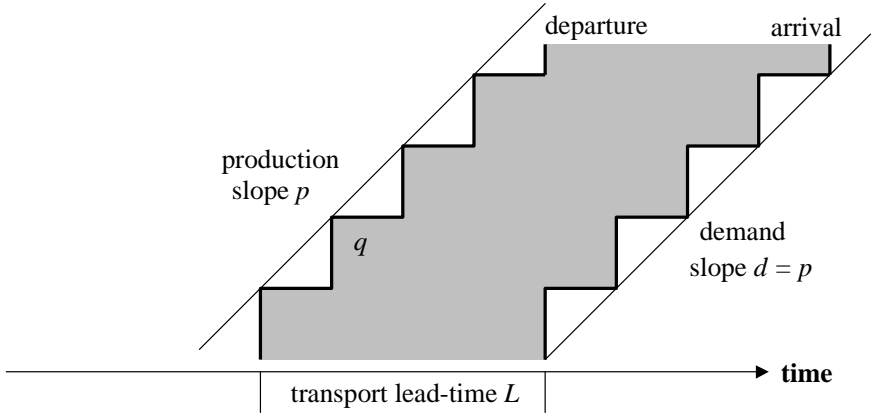 departure
arrival
production
slope p
q
demand
slope d = p
time
transport lead-time L